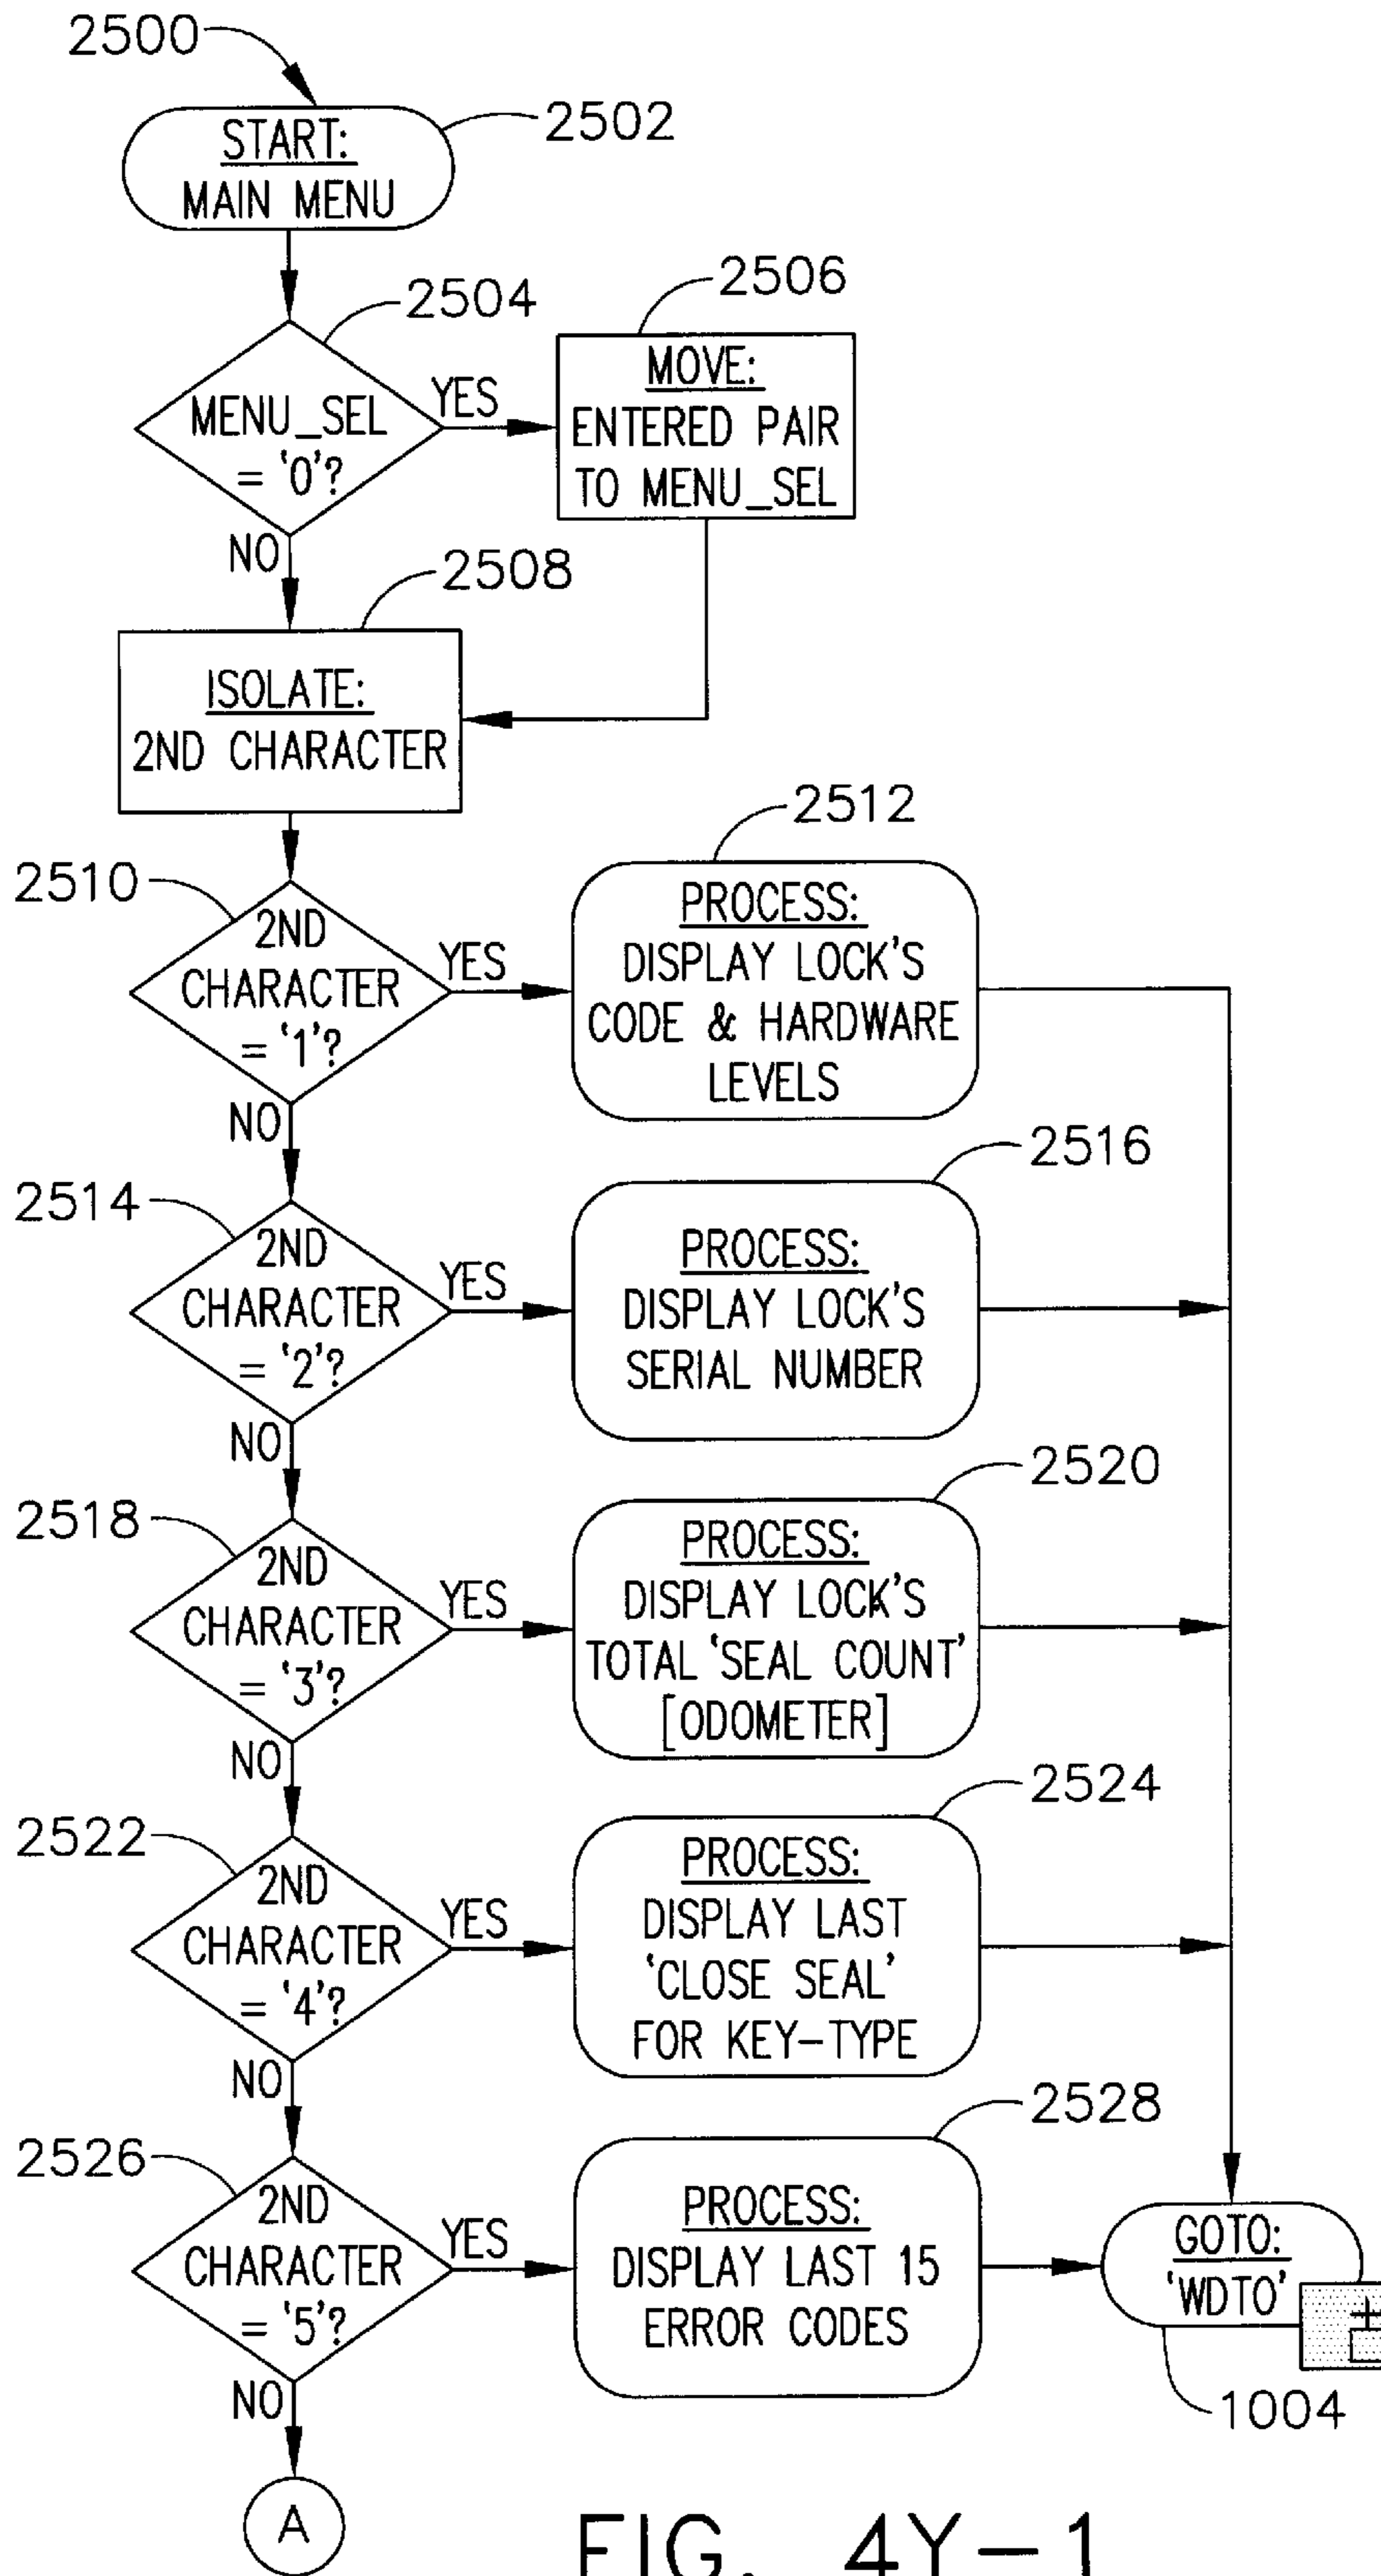 2500
START:
MAIN MENU
2502
2504
MENU_SEL
= '0'?
YES
NO
2506
MOVE:
ENTERED PAIR
TO MENU_SEL
2508
ISOLATE:
2ND CHARACTER
2510
2ND
CHARACTER
= '1'?
YES
NO
2512
PROCESS:
DISPLAY LOCK'S
CODE & HARDWARE
LEVELS
2514
2ND
CHARACTER
= '2'?
YES
NO
2516
PROCESS:
DISPLAY LOCK'S
SERIAL NUMBER
2518
2ND
CHARACTER
= '3'?
YES
NO
2520
PROCESS:
DISPLAY LOCK'S
TOTAL 'SEAL COUNT'
[ODOMETER]
2522
2ND
CHARACTER
= '4'?
YES
NO
2524
PROCESS:
DISPLAY LAST
'CLOSE SEAL'
FOR KEY-TYPE
2526
2ND
CHARACTER
= '5'?
YES
NO
2528
PROCESS:
DISPLAY LAST 15
ERROR CODES
GOTO:
'WDTO'
1004
A
FIG. 4Y-1